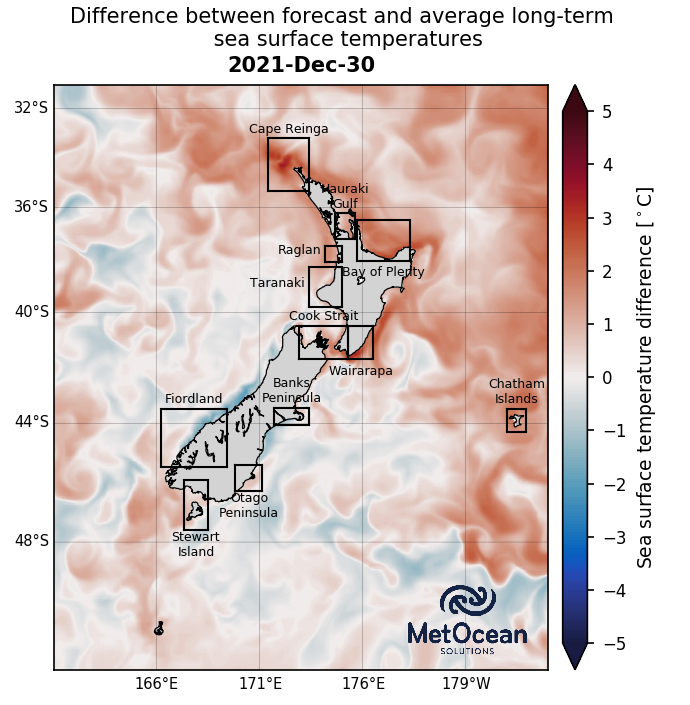 Difference between forecast and average long-term
sea surface temperatures
2021-Dec-30
32°S
36°S
40°S
44°S
48°S
166°E
171°E
176°E
179°W
Cape Reinga
Hauraki
Gulf
Raglan
Bay of Plenty
Taranaki
Cook Strait
Wairarapa
Banks
Peninsula
Fiordland
Chatham
Islands
Otago
Peninsula
Stewart
Island
MetOcean
SOLUTIONS
5
4
3
2
1
0
−1
−2
−3
−4
−5
Sea surface temperature difference [°C]